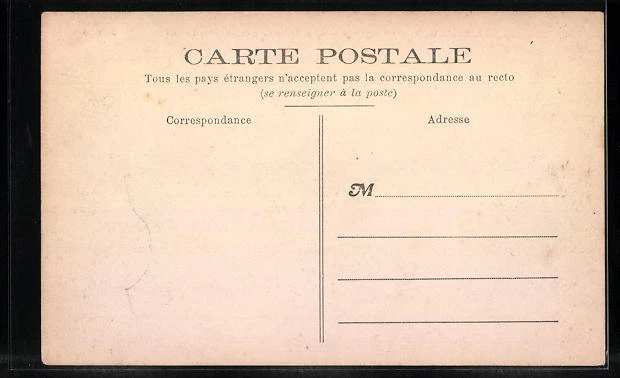 CARTE POSTALE
Tous les pays étrangers n'acceptent pas la correspondance au recto
(se renseigner à la poste)
Correspondance
Adresse
M